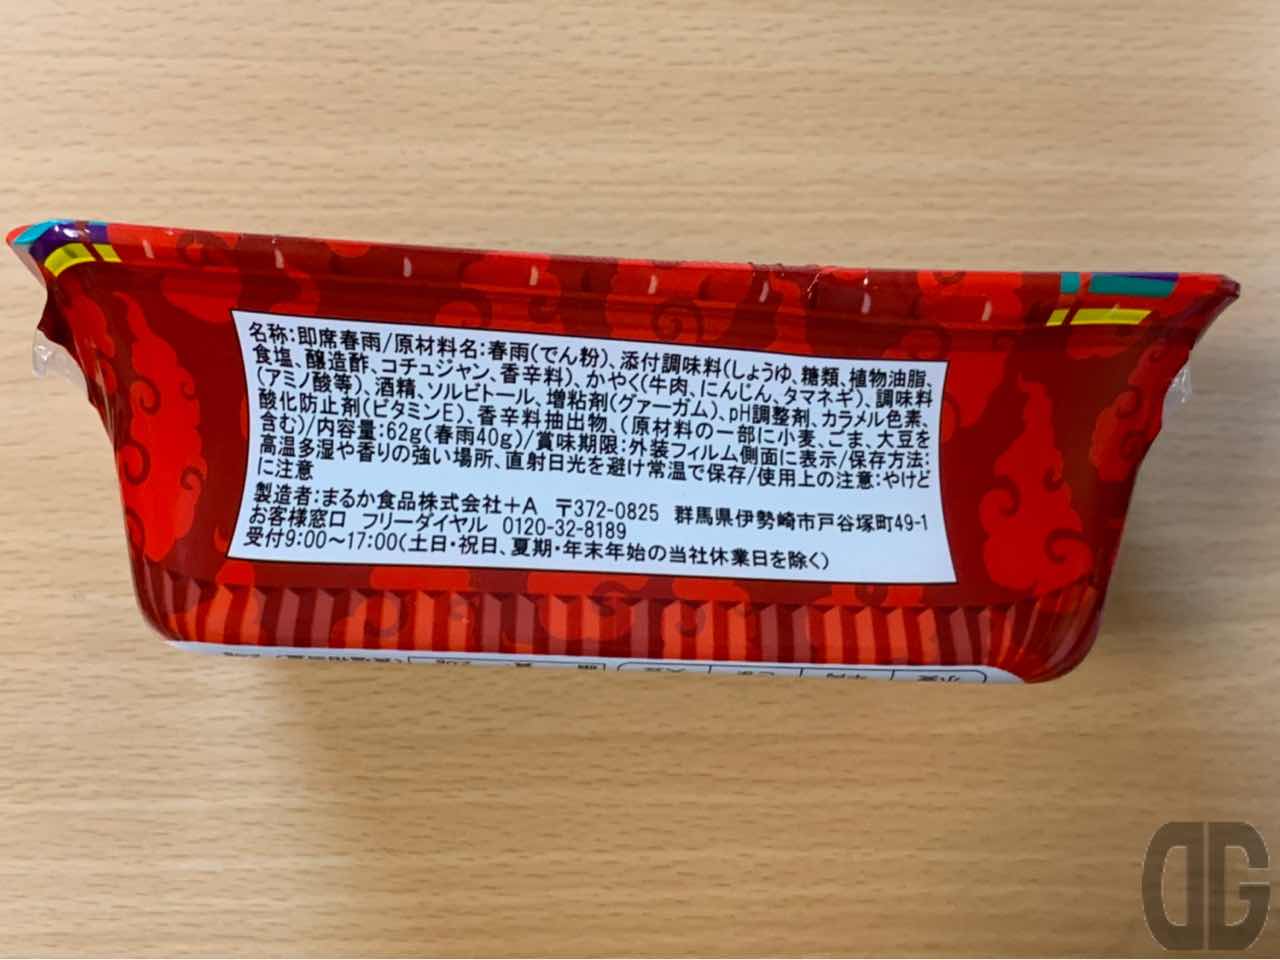 名称:即席春雨/原材料名:春雨(でん粉)、添付調味料(しょうゆ、糖類、植物油脂、
食塩、醸造酢、コチュジャン、香辛料)、かやく(牛肉、にんじん、タマネギ)、調味料
(アミノ酸等)、酒精、ソルビトール、増粘剤(グァーガム)、pH調整剤、カラメル色素、
酸化防止剤(ビタミンE)、香辛料抽出物、(原材料の一部に小麦、ごま、大豆を
含む)/内容量:62g(春雨40g)/賞味期限:外装フィルム側面に表示/保存方法:
高温多湿や香りの強い場所、直射日光を避け常温で保存/使用上の注意:やけど
に注意
製造者:まるか食品株式会社+A 〒372-0825 群馬県伊勢崎市戸谷塚町49-1
お客様窓口 フリーダイヤル 0120-32-8189
受付9:00～17:00(土日・祝日、夏期・年末年始の当社休業日を除く)
DG